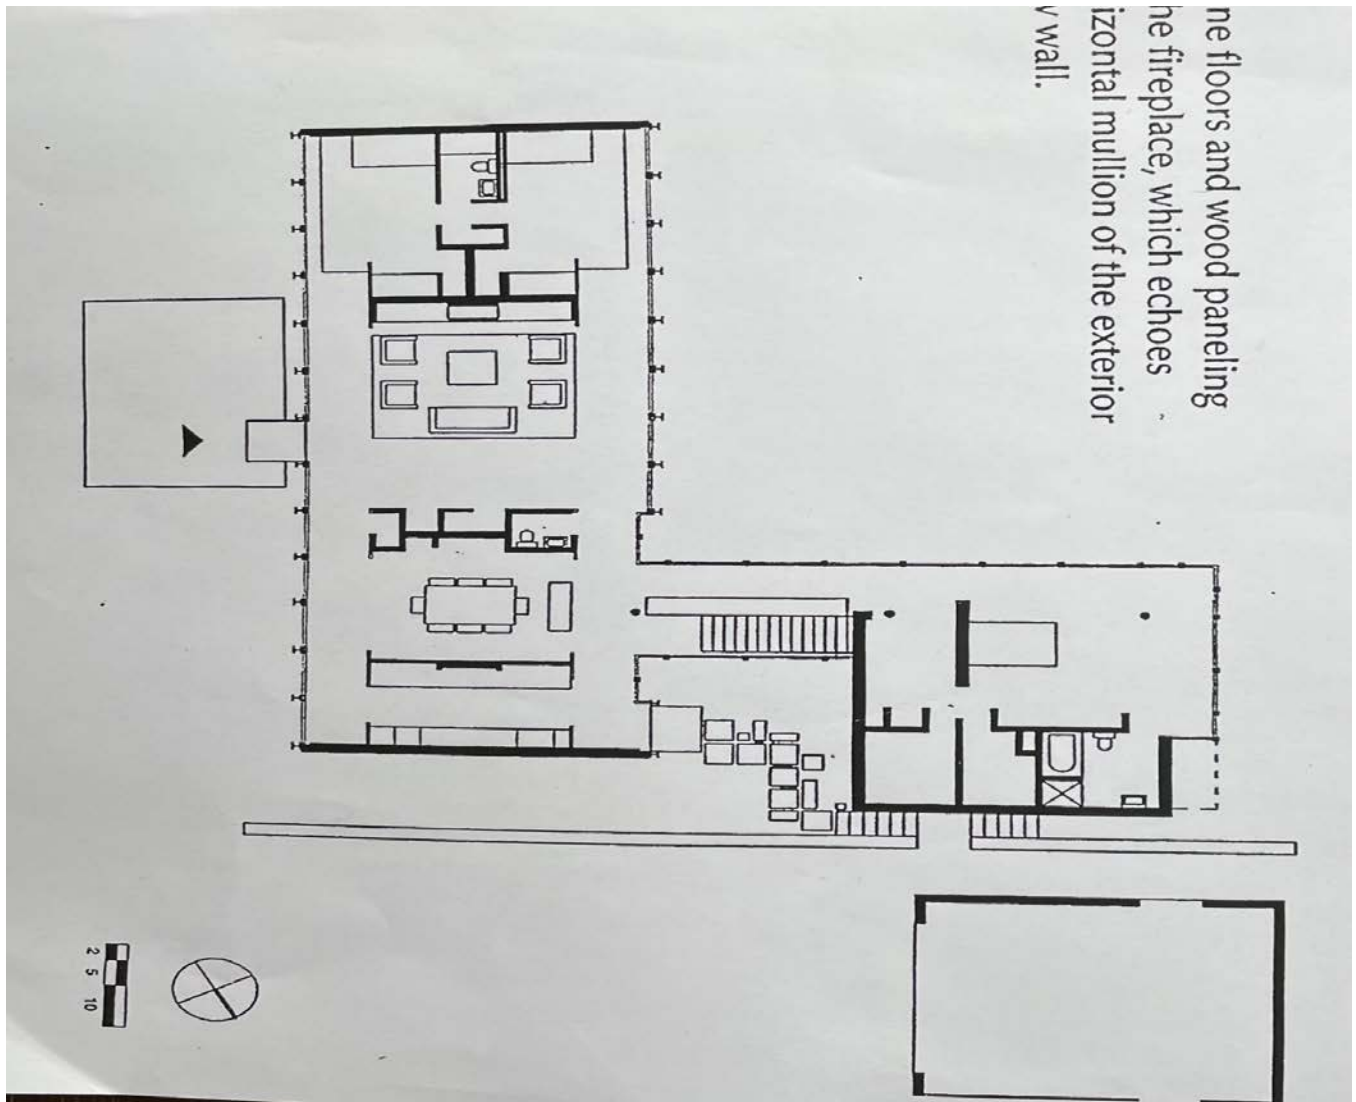 ne floors and wood paneling
he fireplace, which echoes
izontal mullion of the exterior
y wall.
2 5 10